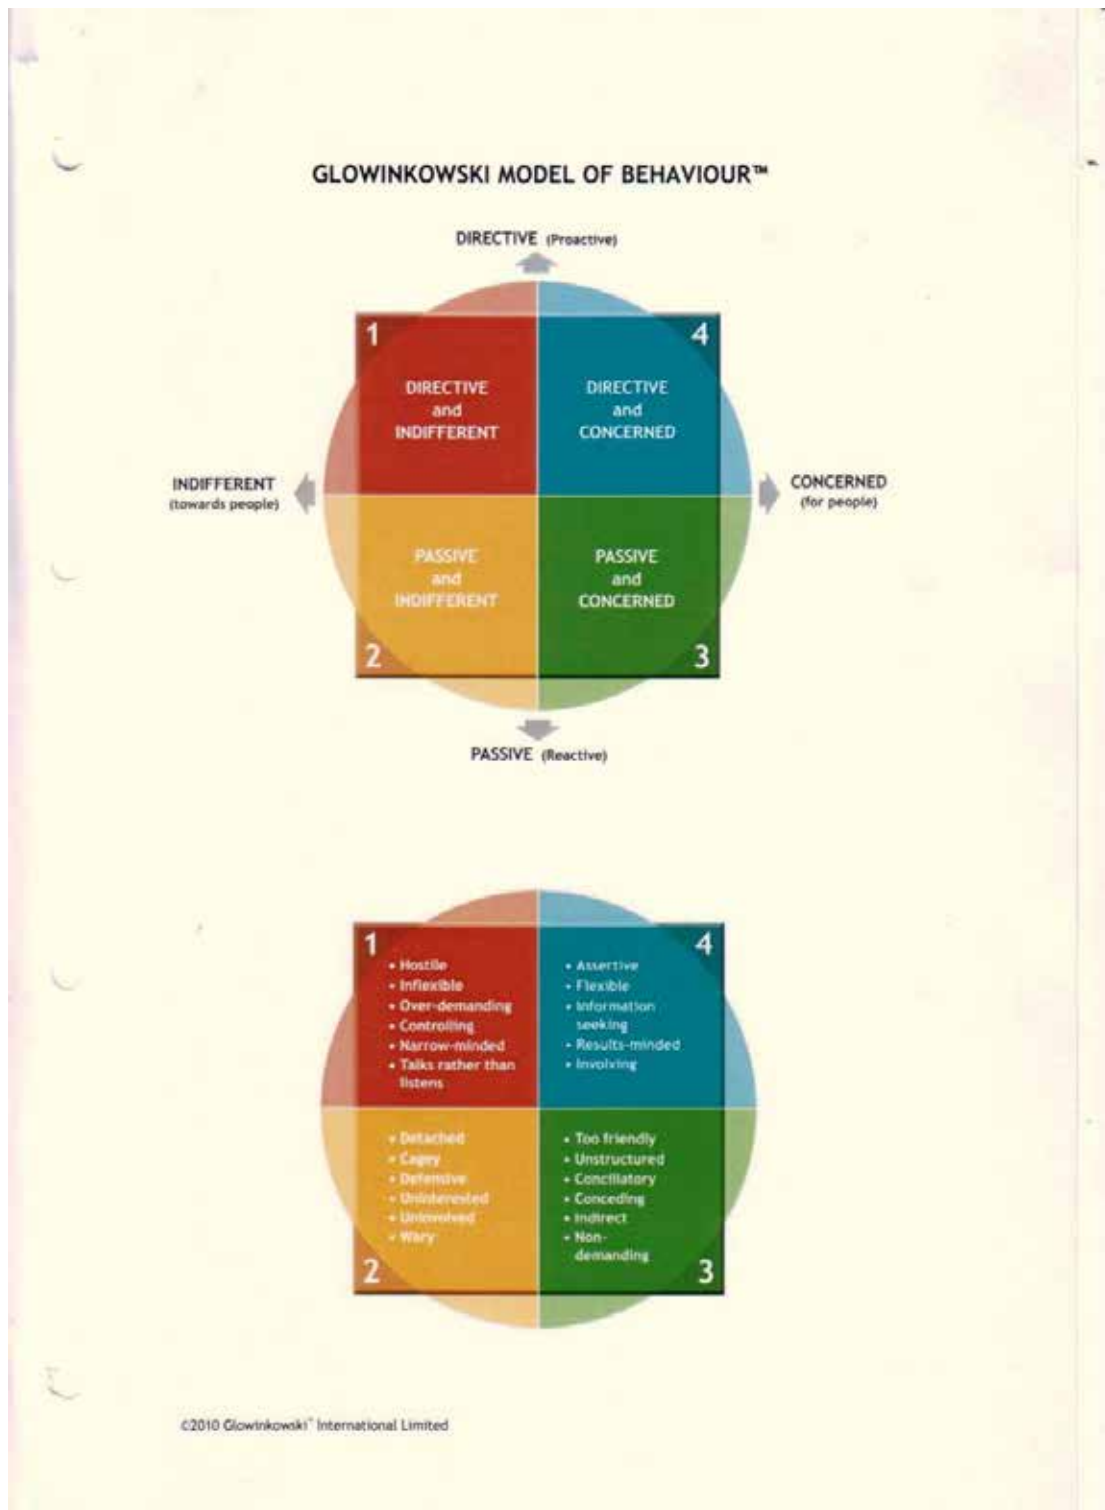 GLOWINKOWSKI MODEL OF BEHAVIOUR™
DIRECTIVE (Proactive)
1
4
DIRECTIVE
and
INDIFFERENT
DIRECTIVE
and
CONCERNED
INDIFFERENT
(towards people)
CONCERNED
(for people)
PASSIVE
and
INDIFFERENT
PASSIVE
and
CONCERNED
2
3
PASSIVE (Reactive)
1
• Hostile
• Inflexible
• Over-demanding
• Controlling
• Narrow-minded
• Talks rather than
listens
4
• Assertive
• Flexible
• Information
seeking
• Results-minded
• Involving
• Detached
• Cagey
• Defensive
• Uninterested
• Uninvolved
• Wary
2
• Too friendly
• Unstructured
• Conciliatory
• Conceding
• Indirect
• Non-
demanding
3
©2010 Glowinkowski® International Limited